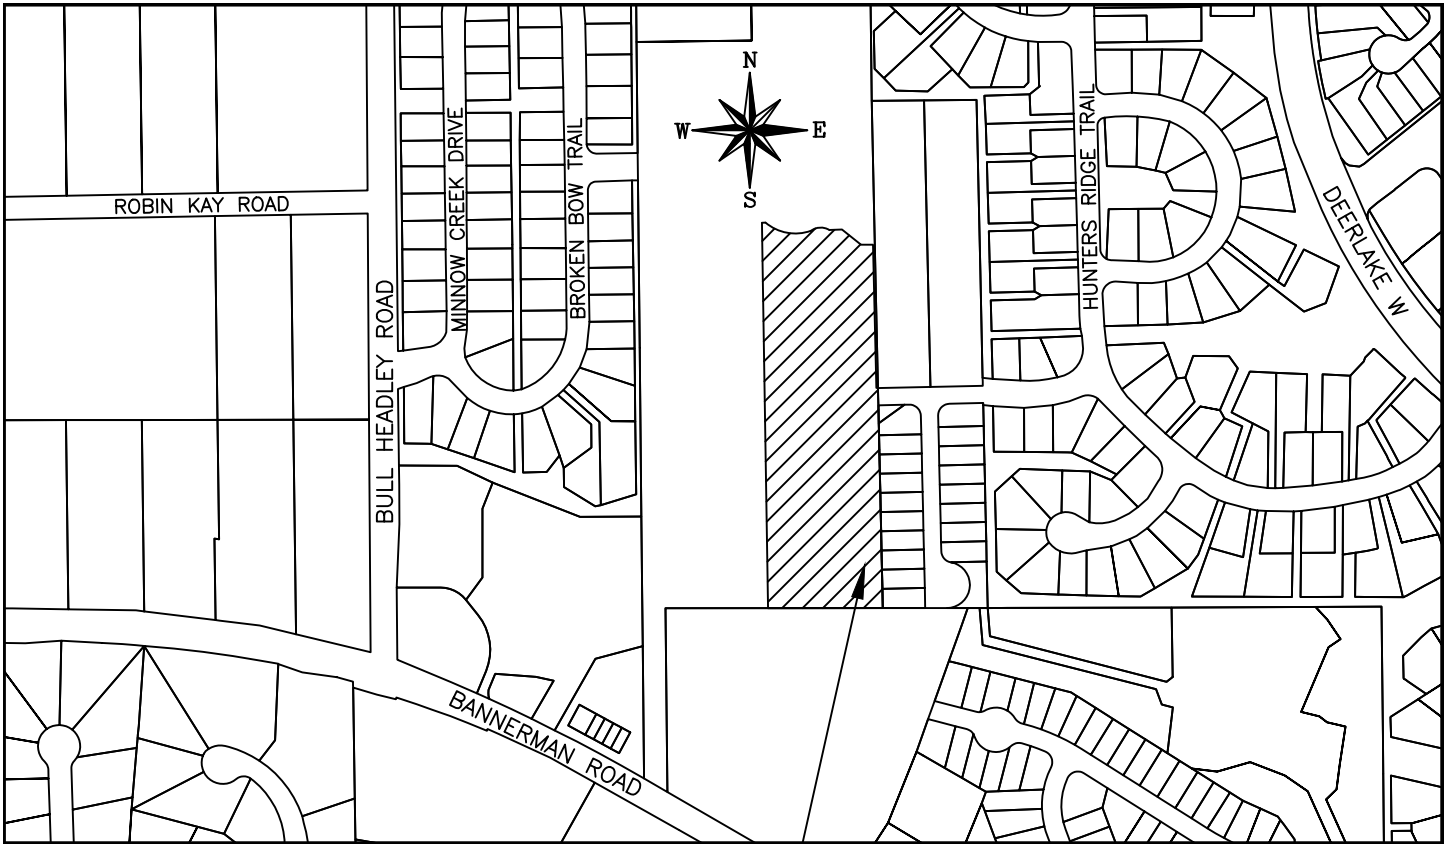 N
W
E
S
ROBIN KAY ROAD
BULL HEADLEY ROAD
MINNOW CREEK DRIVE
BROKEN BOW TRAIL
HUNTERS RIDGE TRAIL
DEERLAKE W
BANNERMAN ROAD